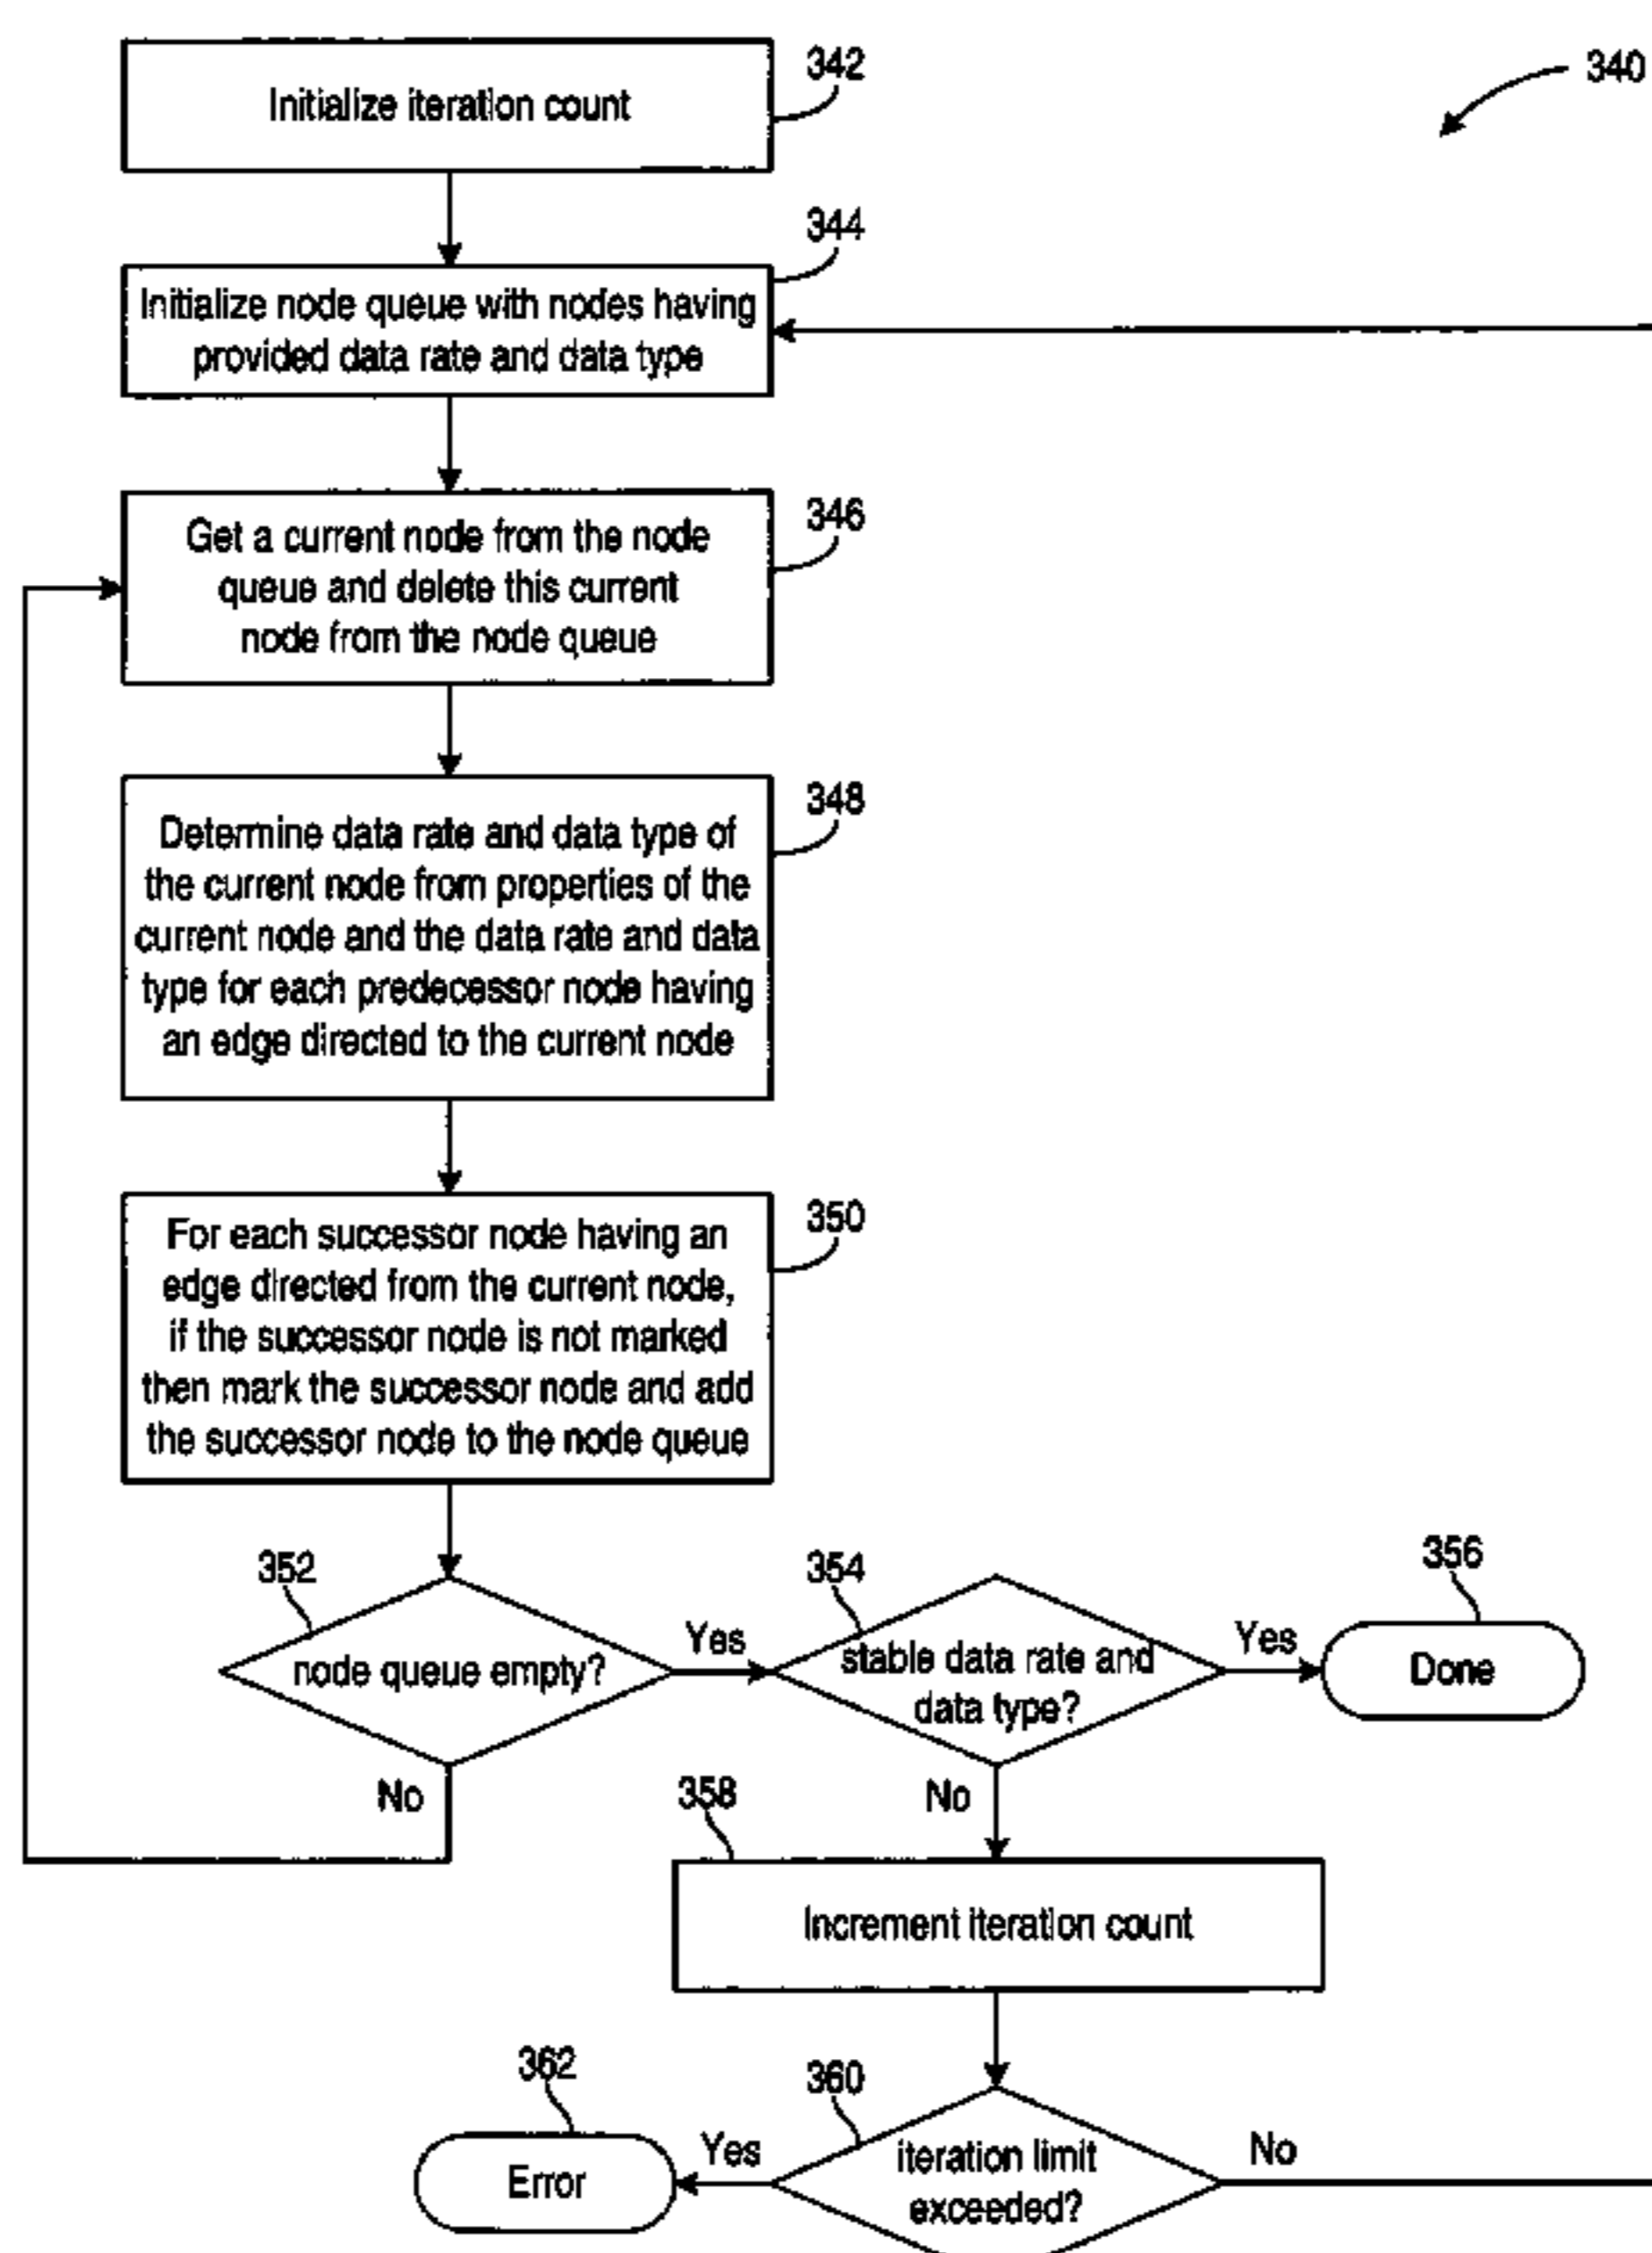 342
340
Initialize iteration count
344
Initialize node queue with nodes having
provided data rate and data type
346
Get a current node from the node
queue and delete this current
node from the node queue
348
Determine data rate and data type of
the current node from properties of the
current node and the data rate and data
type for each predecessor node having
an edge directed to the current node
350
For each successor node having an
edge directed from the current node,
if the successor node is not marked
then mark the successor node and add
the successor node to the node queue
352
354
356
node queue empty?
Yes
stable data rate and
data type?
Yes
Done
No
358
No
Increment iteration count
362
360
Error
Yes
iteration limit
exceeded?
No